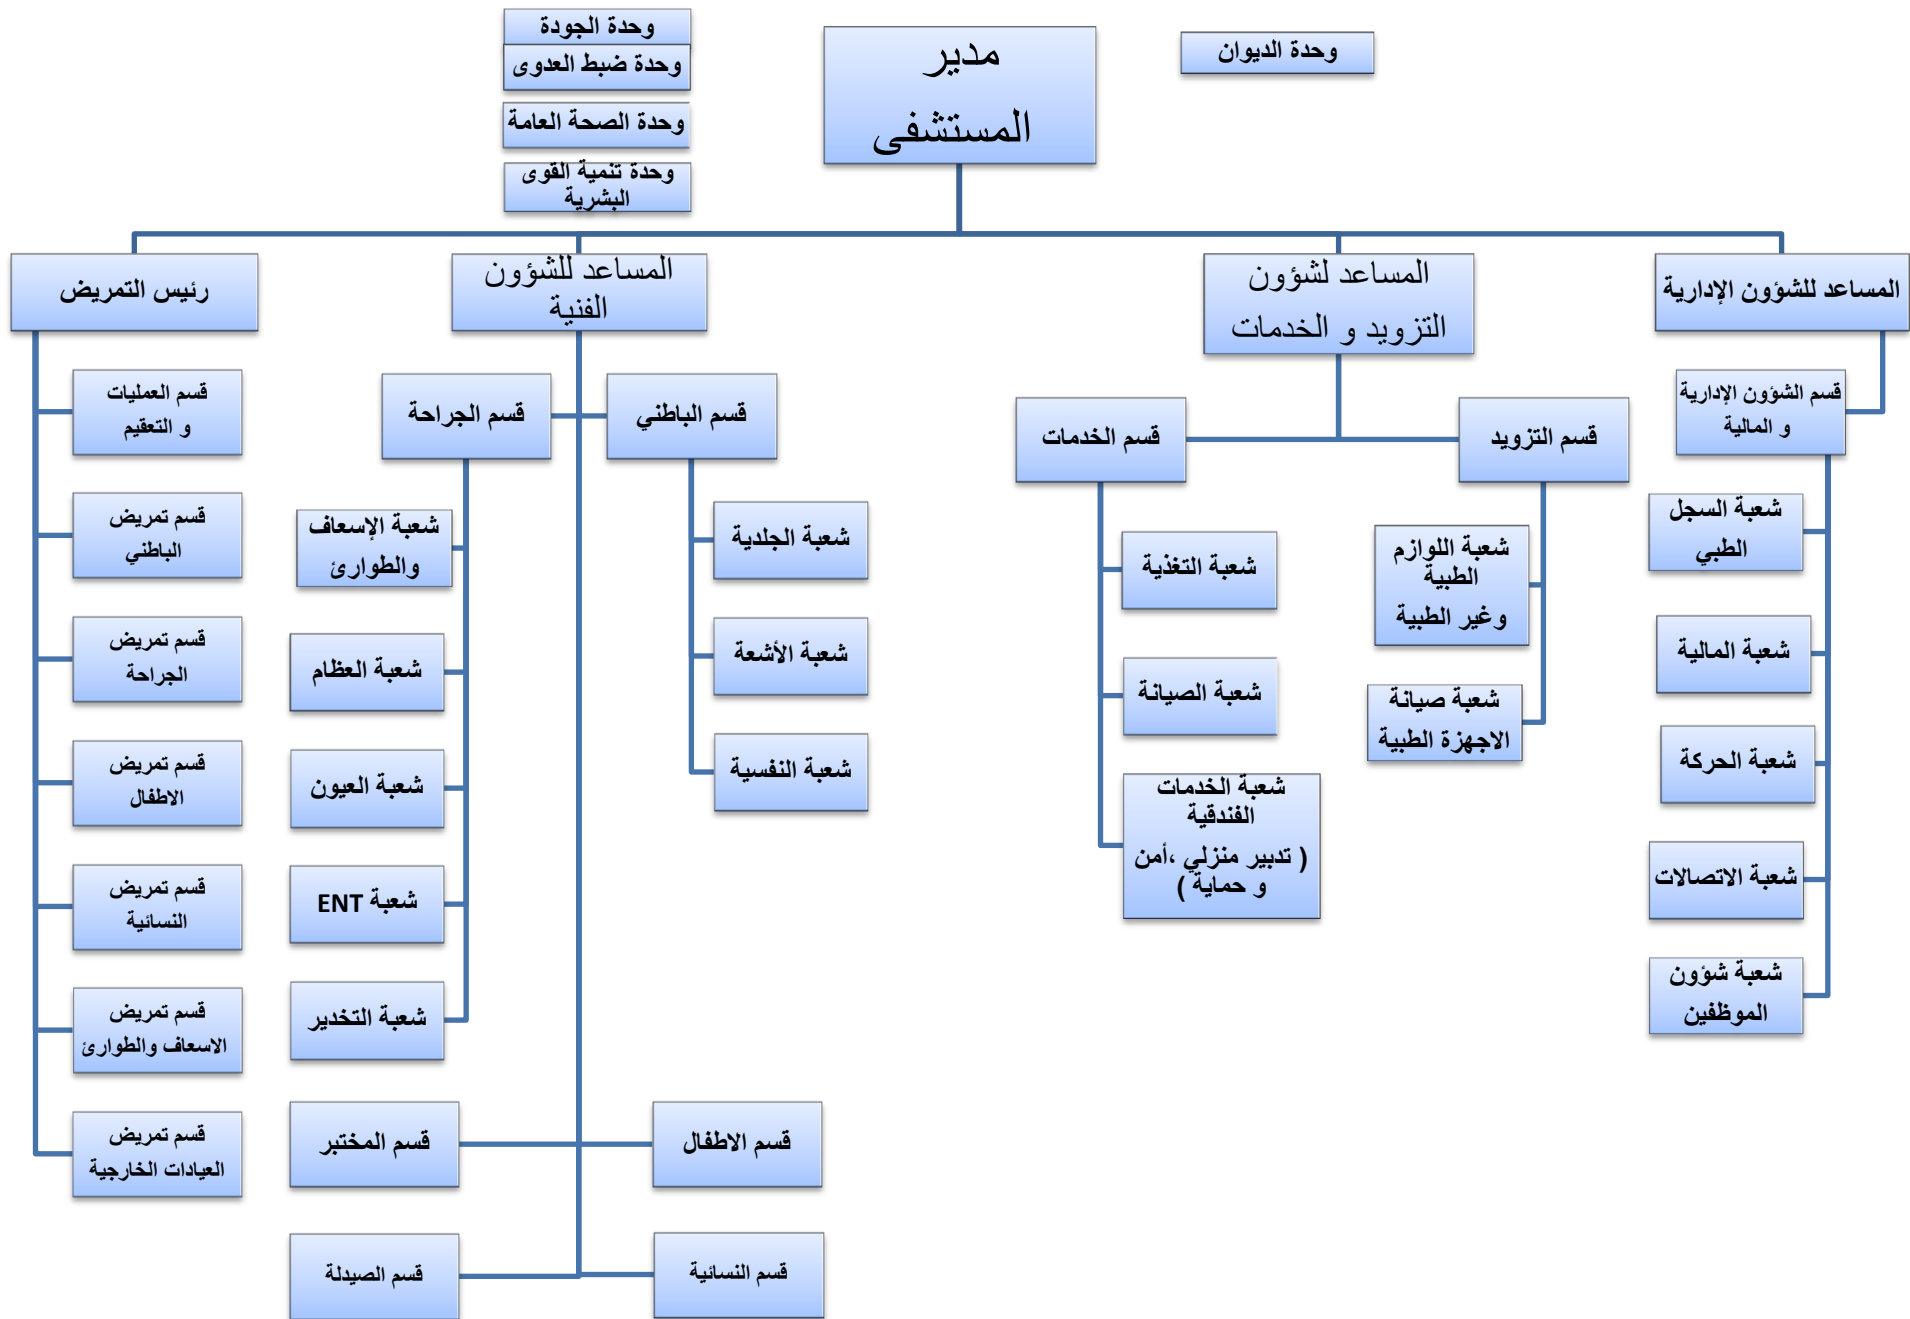 وحدة الديوان
مدير
المستشفى
وحدة الجودة
وحدة ضبط العدوى
وحدة الصحة العامة
وحدة تنمية القوى
البشرية
المساعد للشؤون الإدارية
قسم الشؤون الإدارية
و المالية
شعبة السجل
الطبي
شعبة المالية
شعبة الحركة
شعبة الاتصالات
شعبة شؤون
الموظفين
المساعد لشؤون
التزويد و الخدمات
قسم التزويد
شعبة اللوازم
الطبية
وغير الطبية
شعبة صيانة
الاجهزة الطبية
قسم الخدمات
شعبة التغذية
شعبة الصيانة
شعبة الخدمات
الفندقية
( تدبير منزلي ،أمن
و حماية )
المساعد للشؤون
الفنية
قسم الباطني
شعبة الجلدية
شعبة الأشعة
شعبة النفسية
قسم الجراحة
شعبة الإسعاف
والطوارئ
شعبة العظام
شعبة العيون
شعبة ENT
شعبة التخدير
قسم الاطفال
قسم المختبر
قسم النسائية
قسم الصيدلة
رئيس التمريض
قسم العمليات
و التعقيم
قسم تمريض
الباطني
قسم تمريض
الجراحة
قسم تمريض
الاطفال
قسم تمريض
النسائية
قسم تمريض
الاسعاف والطوارئ
قسم تمريض
العيادات الخارجية